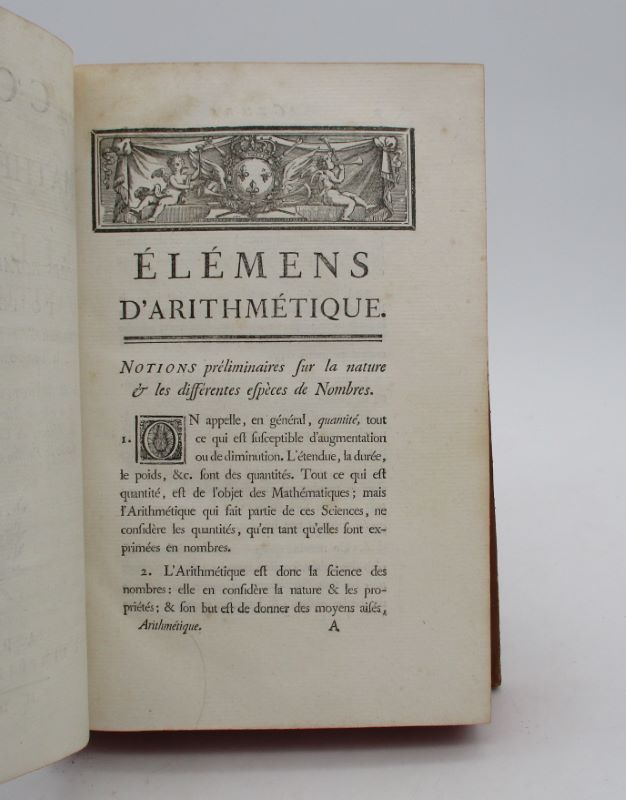 ÉLÉMENS
D'ARITHMÉTIQUE.
NOTIONS préliminaires ſur la nature
& les différentes eſpèces de Nombres.
1. ON appelle, en général, quantité, tout
ce qui eſt ſuſceptible d'augmentation
ou de diminution. L'étendue, la durée,
le poids, &c. ſont des quantités. Tout ce qui eſt
quantité, eſt de l'objet des Mathématiques ; mais
l'Arithmétique qui fait partie de ces Sciences, ne
conſidère les quantités, qu'en tant qu'elles ſont ex-
primées en nombres.
2. L'Arithmétique eſt donc la ſcience des
nombres : elle en conſidère la nature & les pro-
priétés ; & ſon but eſt de donner des moyens aiſés,
Arithmétique. A